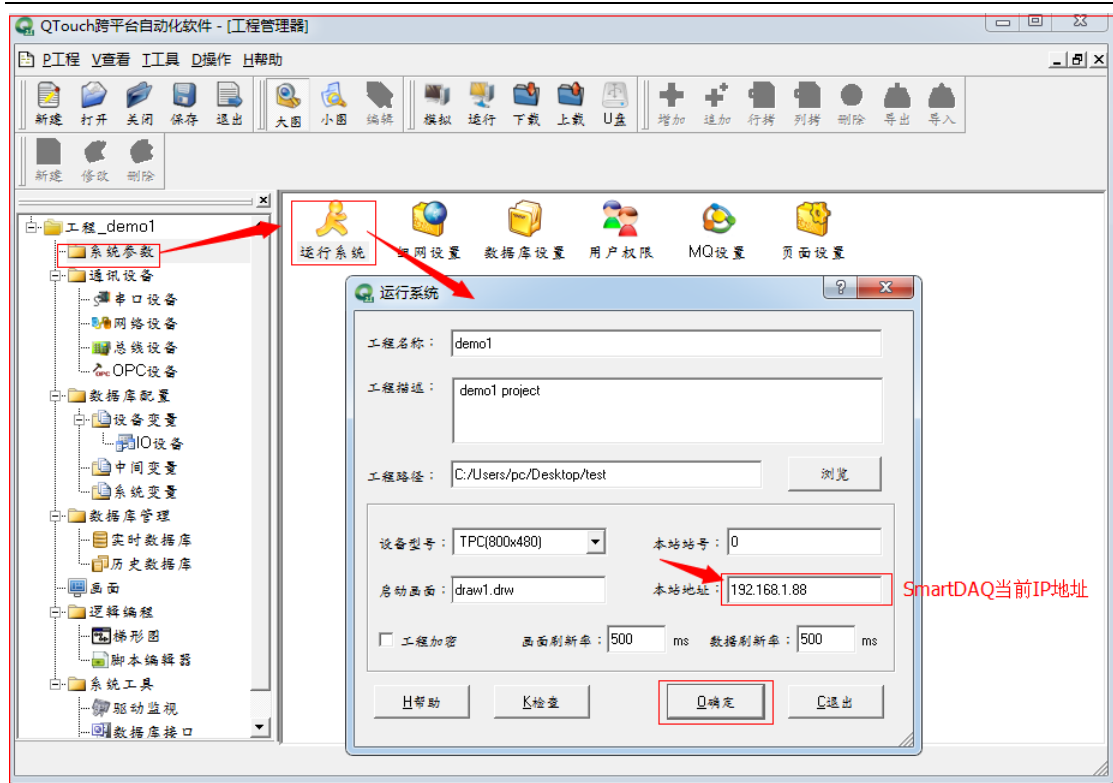 QTouch跨平台自动化软件 - [工程管理器]
P工程 V查看 T工具 D操作 H帮助
新建 打开 关闭 保存 退出 大图 小图 编辑 模拟 运行 下载 上载 U盘 增加 追加 行拷 列拷 删除 导出 导入
新建 修改 删除
工程_demo1
系统参数
通讯设备
串口设备
网络设备
总线设备
OPC设备
数据库配置
设备变量
IO设备
中间变量
系统变量
数据库管理
实时数据库
历史数据库
画面
逻辑编程
梯形图
脚本编辑器
系统工具
驱动监视
数据库接口
运行系统 组网设置 数据库设置 用户权限 MQ设置 页面设置
运行系统
工程名称: demo1
工程描述: demo1 project
工程路径: C:/Users/pc/Desktop/test 浏览
设备型号: TPC(800x480) 本站站号: 0
启动画面: draw1.drw 本站地址: 192.168.1.88 SmartDAQ当前IP地址
工程加密 画面刷新率: 500 ms 数据刷新率: 500 ms
H帮助 K检查 O确定 C退出